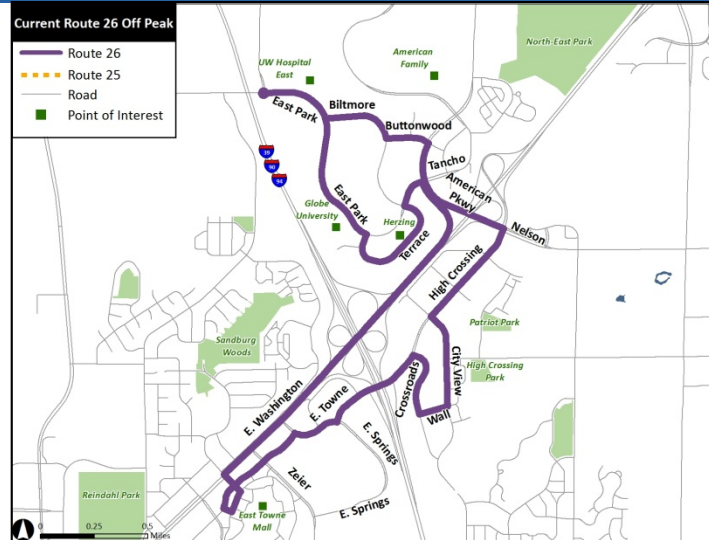 Current Route 26 Off Peak
Route 26
Route 25
Road
Point of Interest
North-East Park
UW Hospital
East
American
Family
East Park
Biltmore
Buttonwood
Tancho
American
Pkwy
Nelson
39
90
94
East Park
Globe
University
Herzing
Terrace
High Crossing
Patriot Park
Sandburg
Woods
High Crossing
Park
City View
Crossroads
Wall
E. Washington
E. Towne
E. Springs
Zeier
E. Springs
Reindahl Park
East Towne
Mall
0
0.25
0.5
Miles